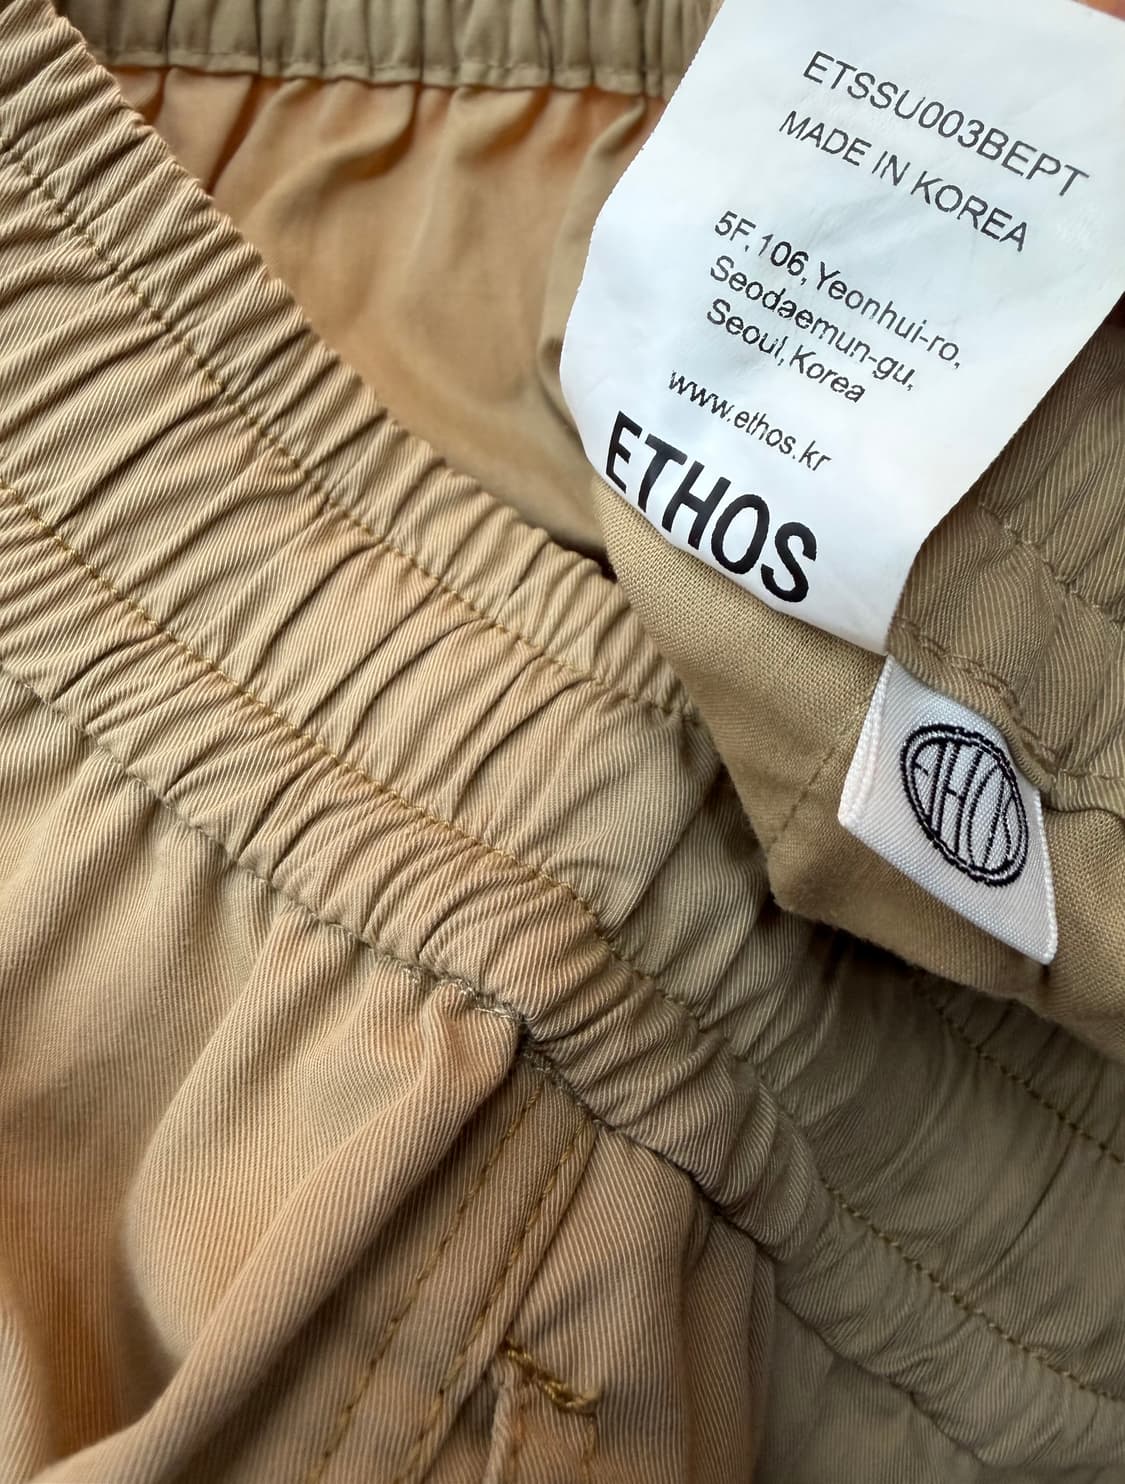 ETSSU003BEPT
MADE IN KOREA
5F, 106, Yeonhui-ro,
Seodaemun-gu,
Seoul, Korea
www.ethos.kr
ETHOS
ETHOS